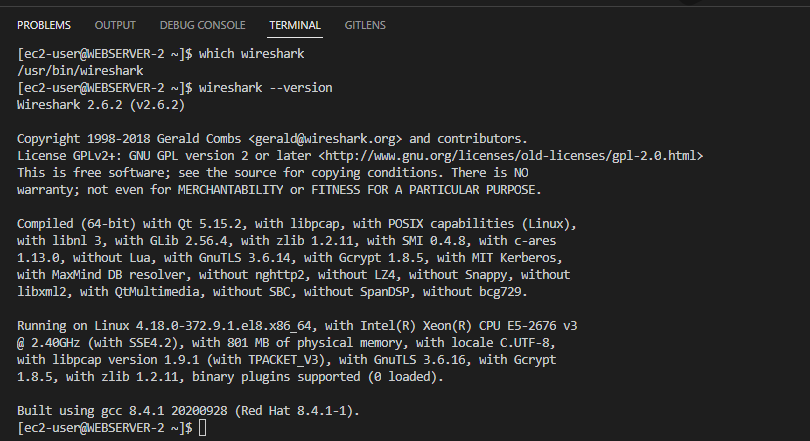 PROBLEMS OUTPUT DEBUG CONSOLE TERMINAL GITLENS
[ec2-user@WEBSERVER-2 ~]$ which wireshark
/usr/bin/wireshark
[ec2-user@WEBSERVER-2 ~]$ wireshark --version
Wireshark 2.6.2 (v2.6.2)
Copyright 1998-2018 Gerald Combs <gerald@wireshark.org> and contributors.
License GPLv2+: GNU GPL version 2 or later <http://www.gnu.org/licenses/old-licenses/gpl-2.0.html>
This is free software; see the source for copying conditions. There is NO
warranty; not even for MERCHANTABILITY or FITNESS FOR A PARTICULAR PURPOSE.
Compiled (64-bit) with Qt 5.15.2, with libpcap, with POSIX capabilities (Linux),
with libnl 3, with GLib 2.56.4, with zlib 1.2.11, with SMI 0.4.8, with c-ares
1.13.0, without Lua, with GnuTLS 3.6.14, with Gcrypt 1.8.5, with MIT Kerberos,
with MaxMind DB resolver, without nghttp2, without LZ4, without Snappy, without
libxml2, with QtMultimedia, without SBC, without SpanDSP, without bcg729.
Running on Linux 4.18.0-372.9.1.el8.x86_64, with Intel(R) Xeon(R) CPU E5-2676 v3
@ 2.40GHz (with SSE4.2), with 801 MB of physical memory, with locale C.UTF-8,
with libpcap version 1.9.1 (with TPACKET_V3), with GnuTLS 3.6.16, with Gcrypt
1.8.5, with zlib 1.2.11, binary plugins supported (0 loaded).
Built using gcc 8.4.1 20200928 (Red Hat 8.4.1-1).
[ec2-user@WEBSERVER-2 ~]$